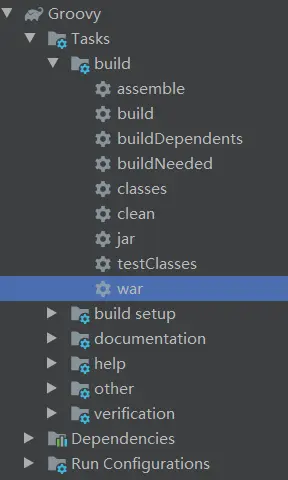 Groovy
Tasks
build
assemble
build
buildDependents
buildNeeded
classes
clean
jar
testClasses
war
build setup
documentation
help
other
verification
Dependencies
Run Configurations